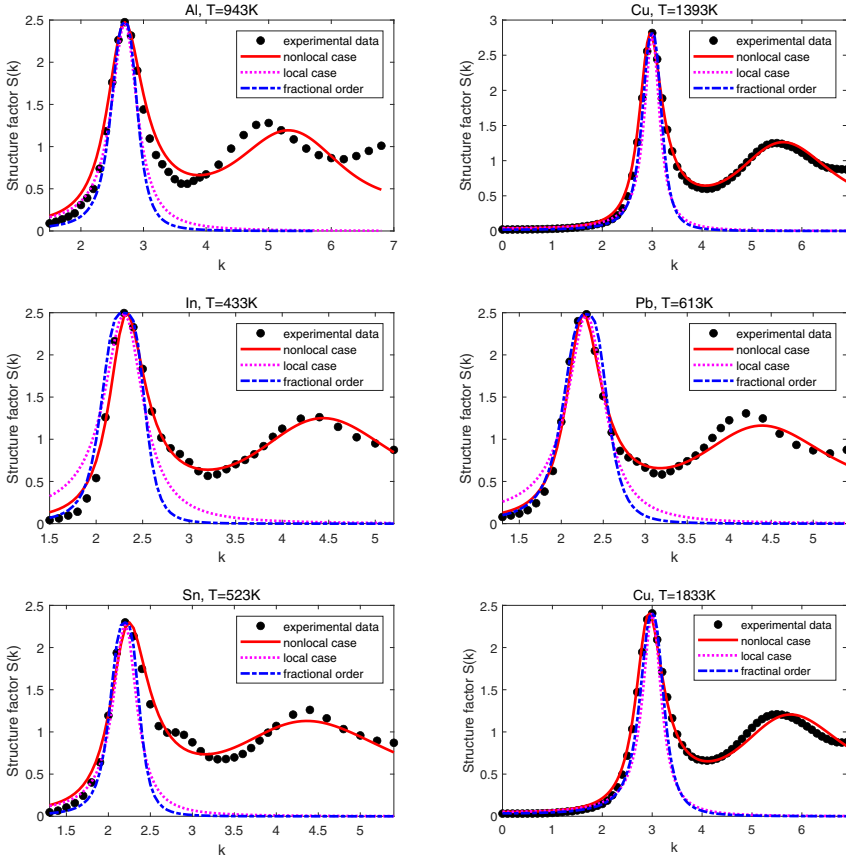 Al, T=943K
Structure factor S(k)
2.5
2
1.5
1
0.5
0
experimental data
nonlocal case
local case
fractional order
2 3 4 5 6 7
k
Cu, T=1393K
Structure factor S(k)
3
2.5
2
1.5
1
0.5
0
experimental data
nonlocal case
local case
fractional order
0 1 2 3 4 5 6
k
In, T=433K
Structure factor S(k)
2.5
2
1.5
1
0.5
0
experimental data
nonlocal case
local case
fractional order
1.5 2 2.5 3 3.5 4 4.5 5
k
Pb, T=613K
Structure factor S(k)
2.5
2
1.5
1
0.5
0
experimental data
nonlocal case
local case
fractional order
1.5 2 2.5 3 3.5 4 4.5 5
k
Sn, T=523K
Structure factor S(k)
2.5
2
1.5
1
0.5
0
experimental data
nonlocal case
local case
fractional order
1.5 2 2.5 3 3.5 4 4.5 5
k
Cu, T=1833K
Structure factor S(k)
2.5
2
1.5
1
0.5
0
experimental data
nonlocal case
local case
fractinal order
0 1 2 3 4 5 6
k